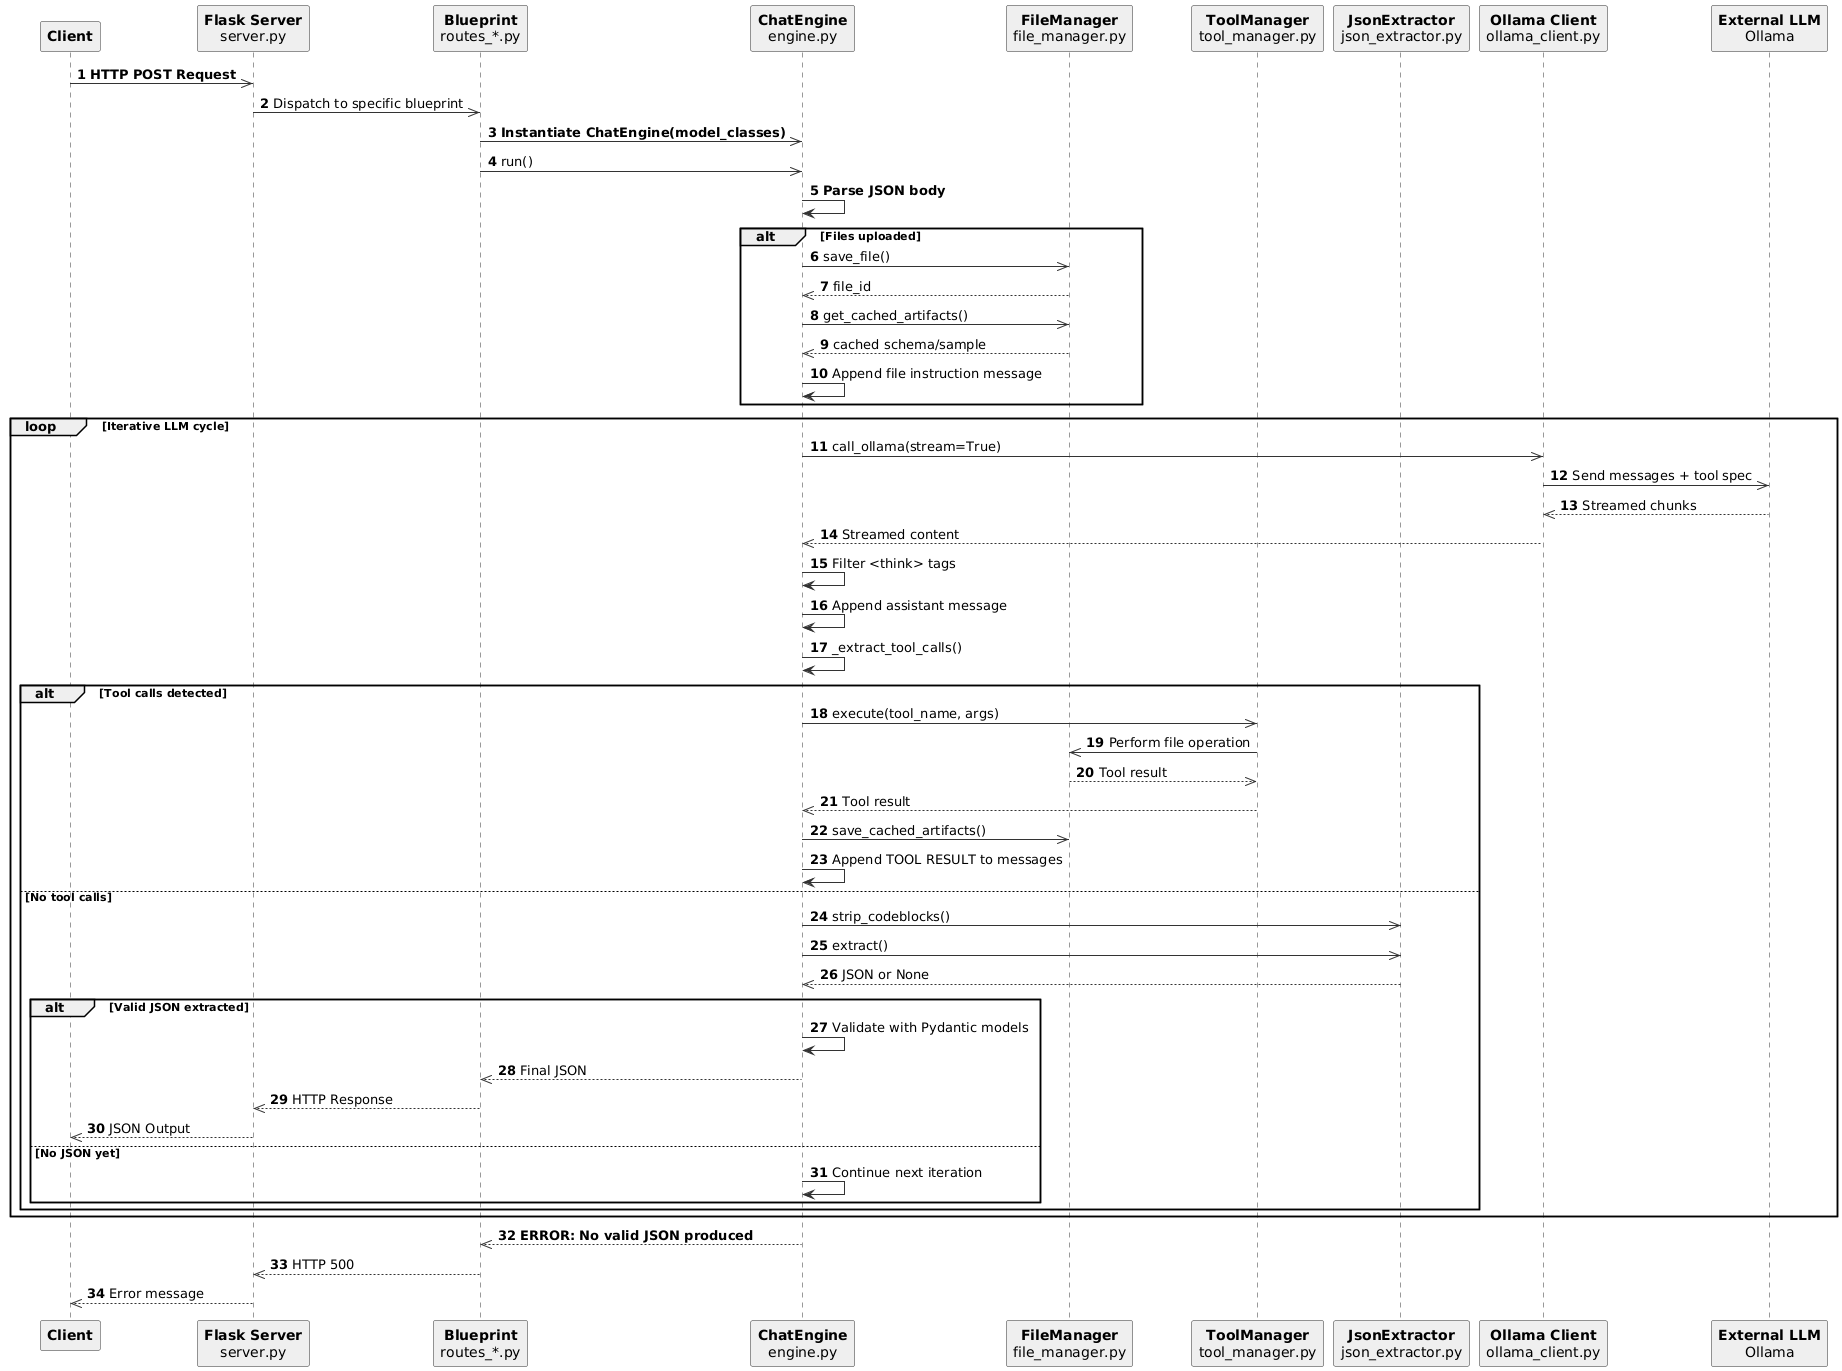 Client
Flask Server
server.py
Blueprint
routes_*.py
ChatEngine
engine.py
FileManager
file_manager.py
ToolManager
tool_manager.py
JsonExtractor
json_extractor.py
Ollama Client
ollama_client.py
External LLM
Ollama
1 HTTP POST Request
2 Dispatch to specific blueprint
3 Instantiate ChatEngine(model_classes)
4 run()
5 Parse JSON body
alt [Files uploaded]
6 save_file()
7 file_id
8 get_cached_artifacts()
9 cached schema/sample
10 Append file instruction message
loop [Iterative LLM cycle]
11 call_ollama(stream=True)
12 Send messages + tool spec
13 Streamed chunks
14 Streamed content
15 Filter <think> tags
16 Append assistant message
17 _extract_tool_calls()
alt [Tool calls detected]
18 execute(tool_name, args)
19 Perform file operation
20 Tool result
21 Tool result
22 save_cached_artifacts()
23 Append TOOL RESULT to messages
[No tool calls]
24 strip_codeblocks()
25 extract()
26 JSON or None
alt [Valid JSON extracted]
27 Validate with Pydantic models
28 Final JSON
29 HTTP Response
30 JSON Output
[No JSON yet]
31 Continue next iteration
32 ERROR: No valid JSON produced
33 HTTP 500
34 Error message
Client
Flask Server
server.py
Blueprint
routes_*.py
ChatEngine
engine.py
FileManager
file_manager.py
ToolManager
tool_manager.py
JsonExtractor
json_extractor.py
Ollama Client
ollama_client.py
External LLM
Ollama